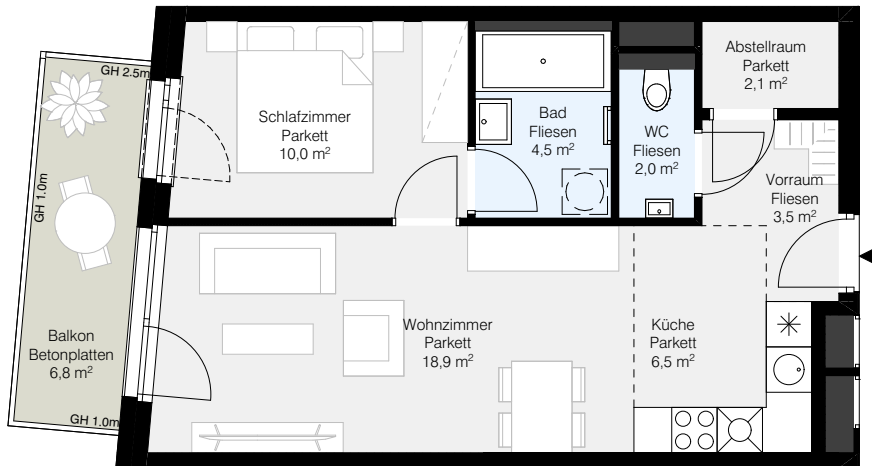 GH 2.5m
Schlafzimmer
Parkett
10,0 m²
Bad
Fliesen
4,5 m²
WC
Fliesen
2,0 m²
Abstellraum
Parkett
2,1 m²
Vorraum
Fliesen
3,5 m²
GH 1.0m
Balkon
Betonplatten
6,8 m²
GH 1.0m
Wohnzimmer
Parkett
18,9 m²
Küche
Parkett
6,5 m²